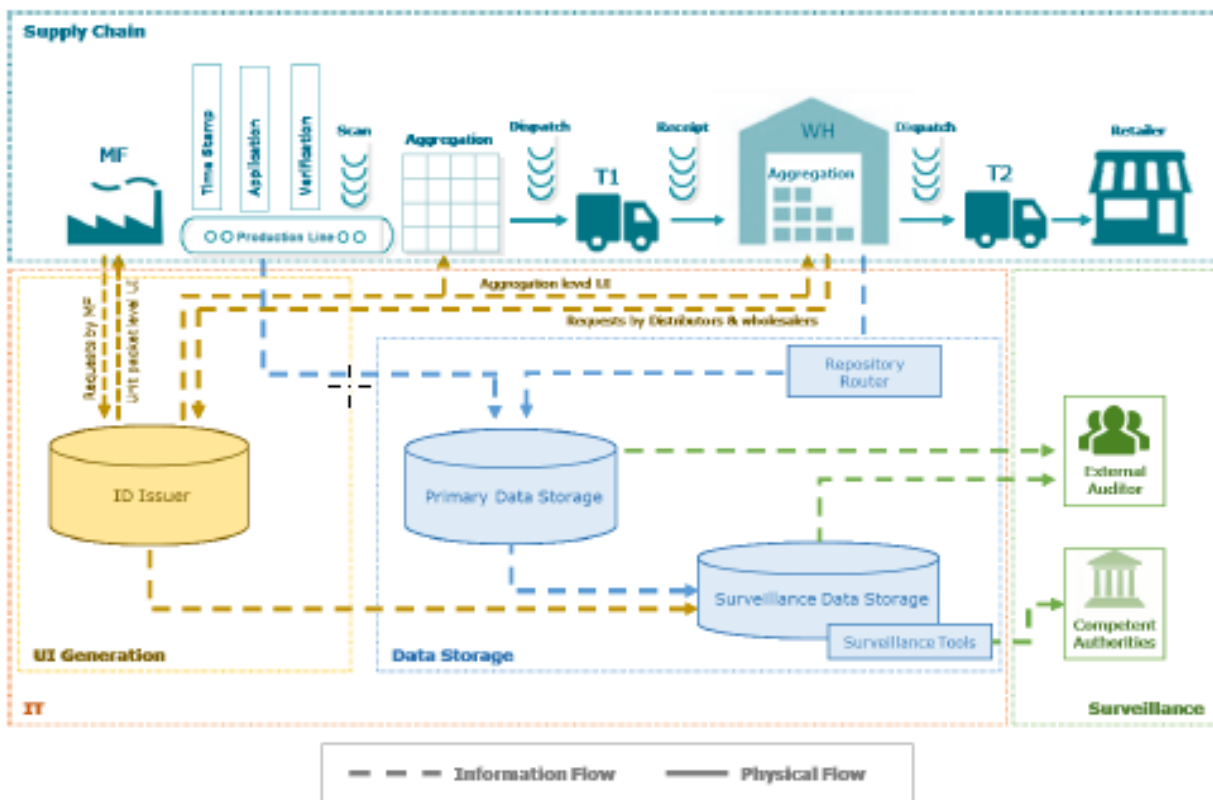 Supply Chain
MF
Time Stamp
Application
Verification
Scan
Aggregation
Dispatch
T1
Receipt
WH
Aggregation
Dispatch
T2
Retailer
Production Line
Requests by MF
Unit packet level UI
Aggregation level UI
Requests by Distributors & wholesalers
Repository
Router
ID Issuer
Primary Data Storage
External
Auditor
Surveillance Data Storage
Surveillance Tools
Competent
Authorities
UI Generation
Data Storage
IT
Surveillance
Information Flow
Physical Flow